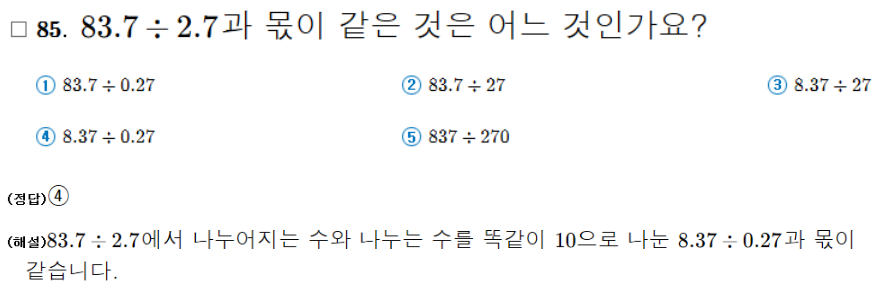 □ 85. 83.7 ÷ 2.7과 몫이 같은 것은 어느 것인가요?
① 83.7 ÷ 0.27 ② 83.7 ÷ 27 ③ 8.37 ÷ 27
④ 8.37 ÷ 0.27 ⑤ 837 ÷ 270
(정답)④
(해설)83.7 ÷ 2.7에서 나누어지는 수와 나누는 수를 똑같이 10으로 나눈 8.37 ÷ 0.27과 몫이
같습니다.